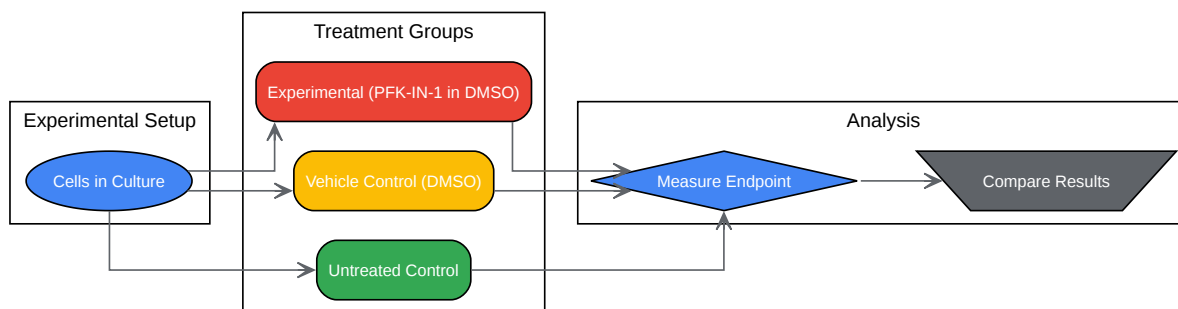 Treatment Groups
Experimental (PFK-IN-1 in DMSO)
Experimental Setup
Analysis
Cells in Culture
Vehicle Control (DMSO)
Measure Endpoint
Compare Results
Untreated Control